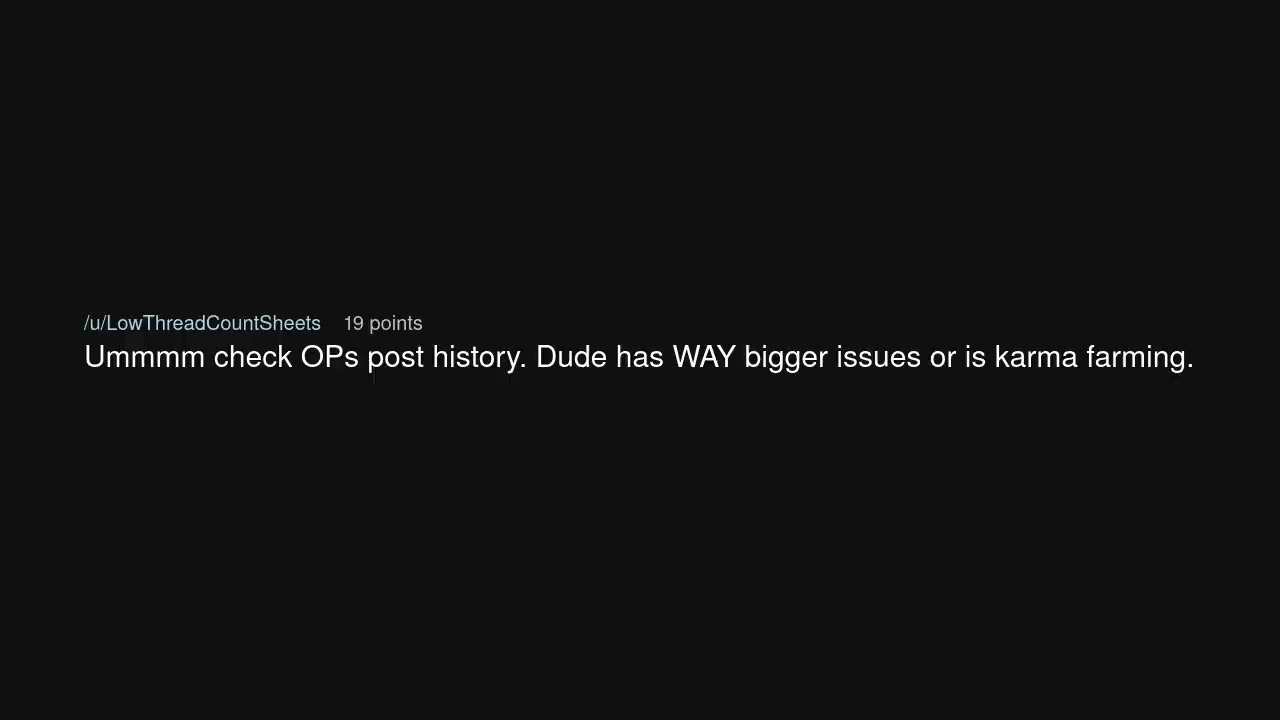 /u/LowThreadCountSheets 19 points
Ummmm check OPs post history. Dude has WAY bigger issues or is karma farming.